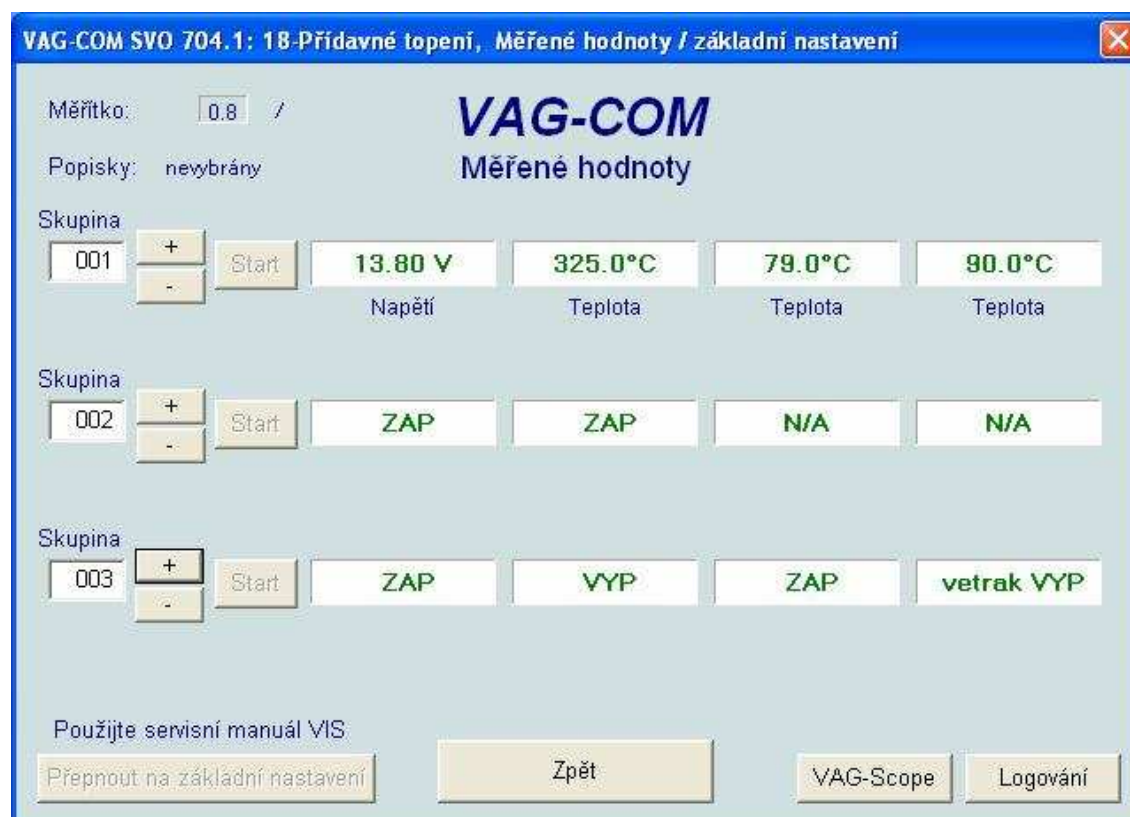 VAG-COM SVO 704.1: 18-Přídavné topení, Měřené hodnoty / základní nastavení
Měřítko: 0.8 /
VAG-COM
Popisky: nevybrány
Měřené hodnoty
Skupina
001 + - Start 13.80 V 325.0°C 79.0°C 90.0°C
Napětí Teplota Teplota Teplota
Skupina
002 + - Start ZAP ZAP N/A N/A
Skupina
003 + - Start ZAP VYP ZAP vetrak VYP
Použijte servisní manuál VIS
Přepnout na základní nastavení Zpět VAG-Scope Logování